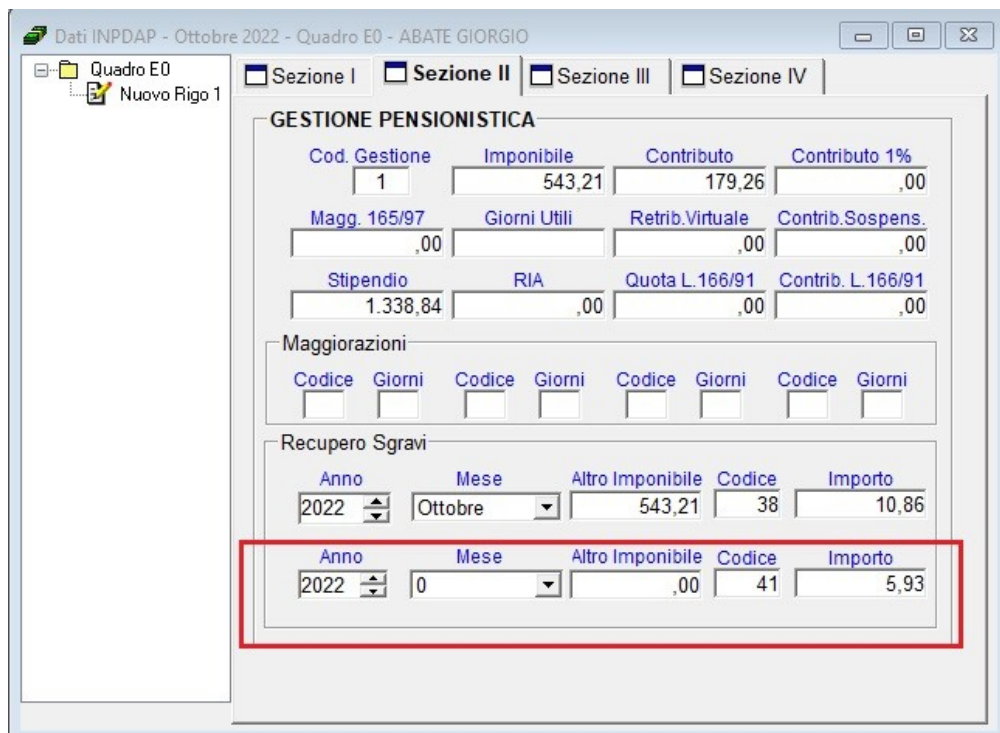 Dati INPDAP - Ottobre 2022 - Quadro E0 - ABATE GIORGIO
Quadro E0
Nuovo Rigo 1
Sezione I Sezione II Sezione III Sezione IV
GESTIONE PENSIONISTICA
Cod. Gestione Imponibile Contributo Contributo 1%
1 543,21 179,26 ,00
Magg. 165/97 Giorni Utili Retrib.Virtuale Contrib.Sospens.
,00 ,00 ,00
Stipendio RIA Quota L.166/91 Contrib. L.166/91
1.338,84 ,00 ,00 ,00
Maggiorazioni
Codice Giorni Codice Giorni Codice Giorni Codice Giorni
Recupero Sgravi
Anno Mese Altro Imponibile Codice Importo
2022 Ottobre 543,21 38 10,86
Anno Mese Altro Imponibile Codice Importo
2022 0 ,00 41 5,93